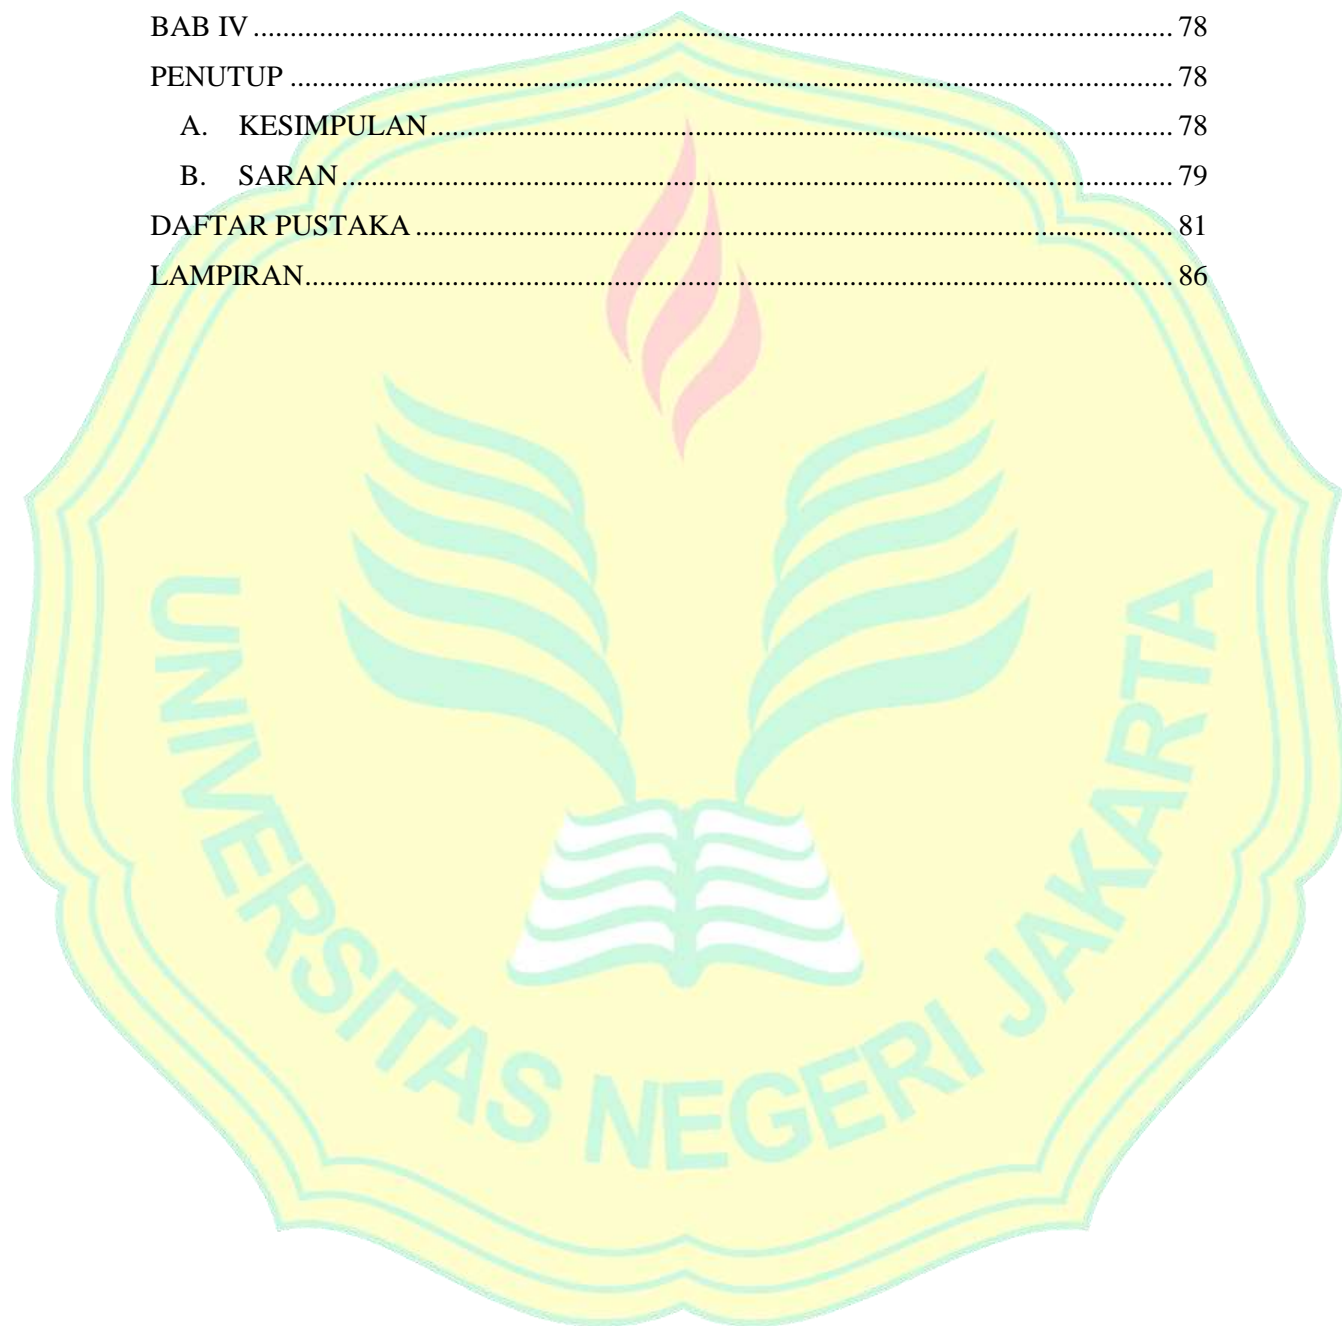 BAB IV ........................................................................................................................... 78
PENUTUP ...................................................................................................................... 78
A. KESIMPULAN................................................................................................... 78
B. SARAN ............................................................................................................... 79
DAFTAR PUSTAKA ..................................................................................................... 81
LAMPIRAN.................................................................................................................... 86
UNIVERSITAS NEGERI JAKARTA